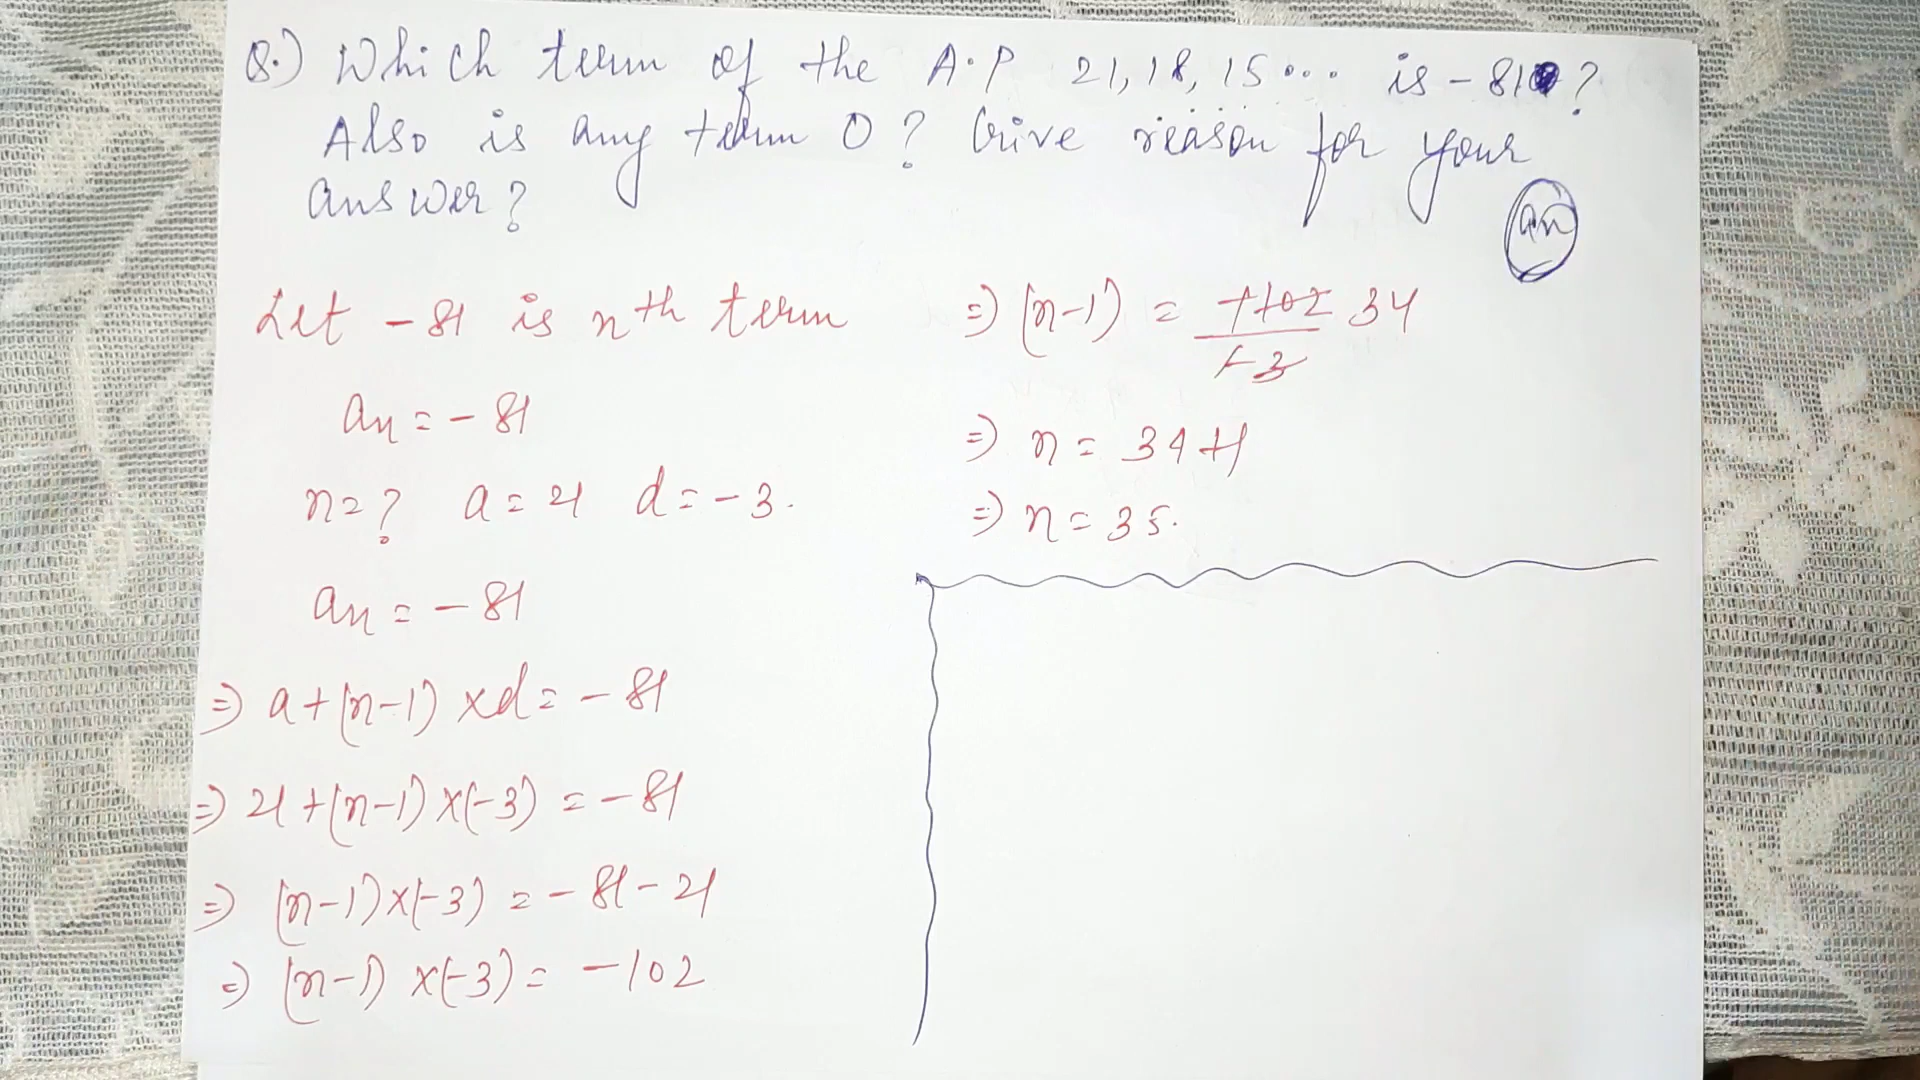 Q.) Which term of the A.P 21, 18, 15... is - 81 ?
Also is any term 0? Give reason for your
answer?
an
Let - 81 is nth term
an = - 81
n = ? a = 21 d = - 3.
an = - 81
⇒ a + (n-1) × d = - 81
⇒ 21 + (n-1) × (-3) = - 81
⇒ (n-1) × (-3) = - 81 - 21
⇒ (n-1) × (-3) = - 102
⇒ (n-1) = -102 34
-3
⇒ n = 34 + 1
⇒ n = 35.